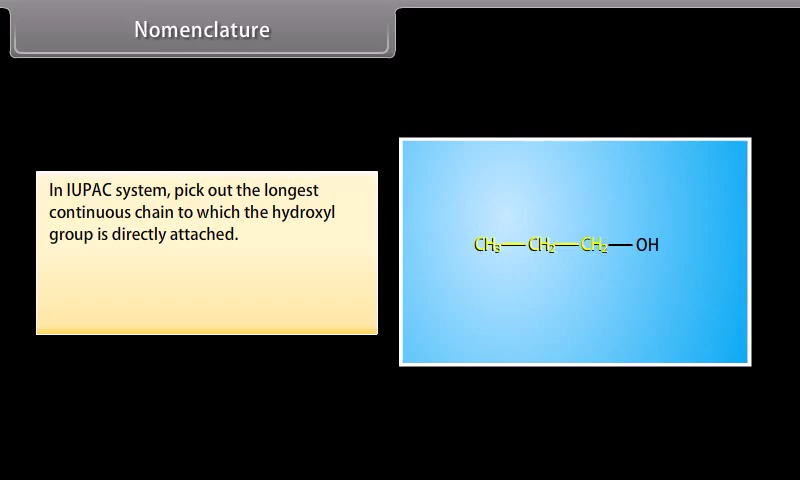 Nomenclature
In IUPAC system, pick out the longest
continuous chain to which the hydroxyl
group is directly attached.
CH₃—CH₂—CH₂—OH